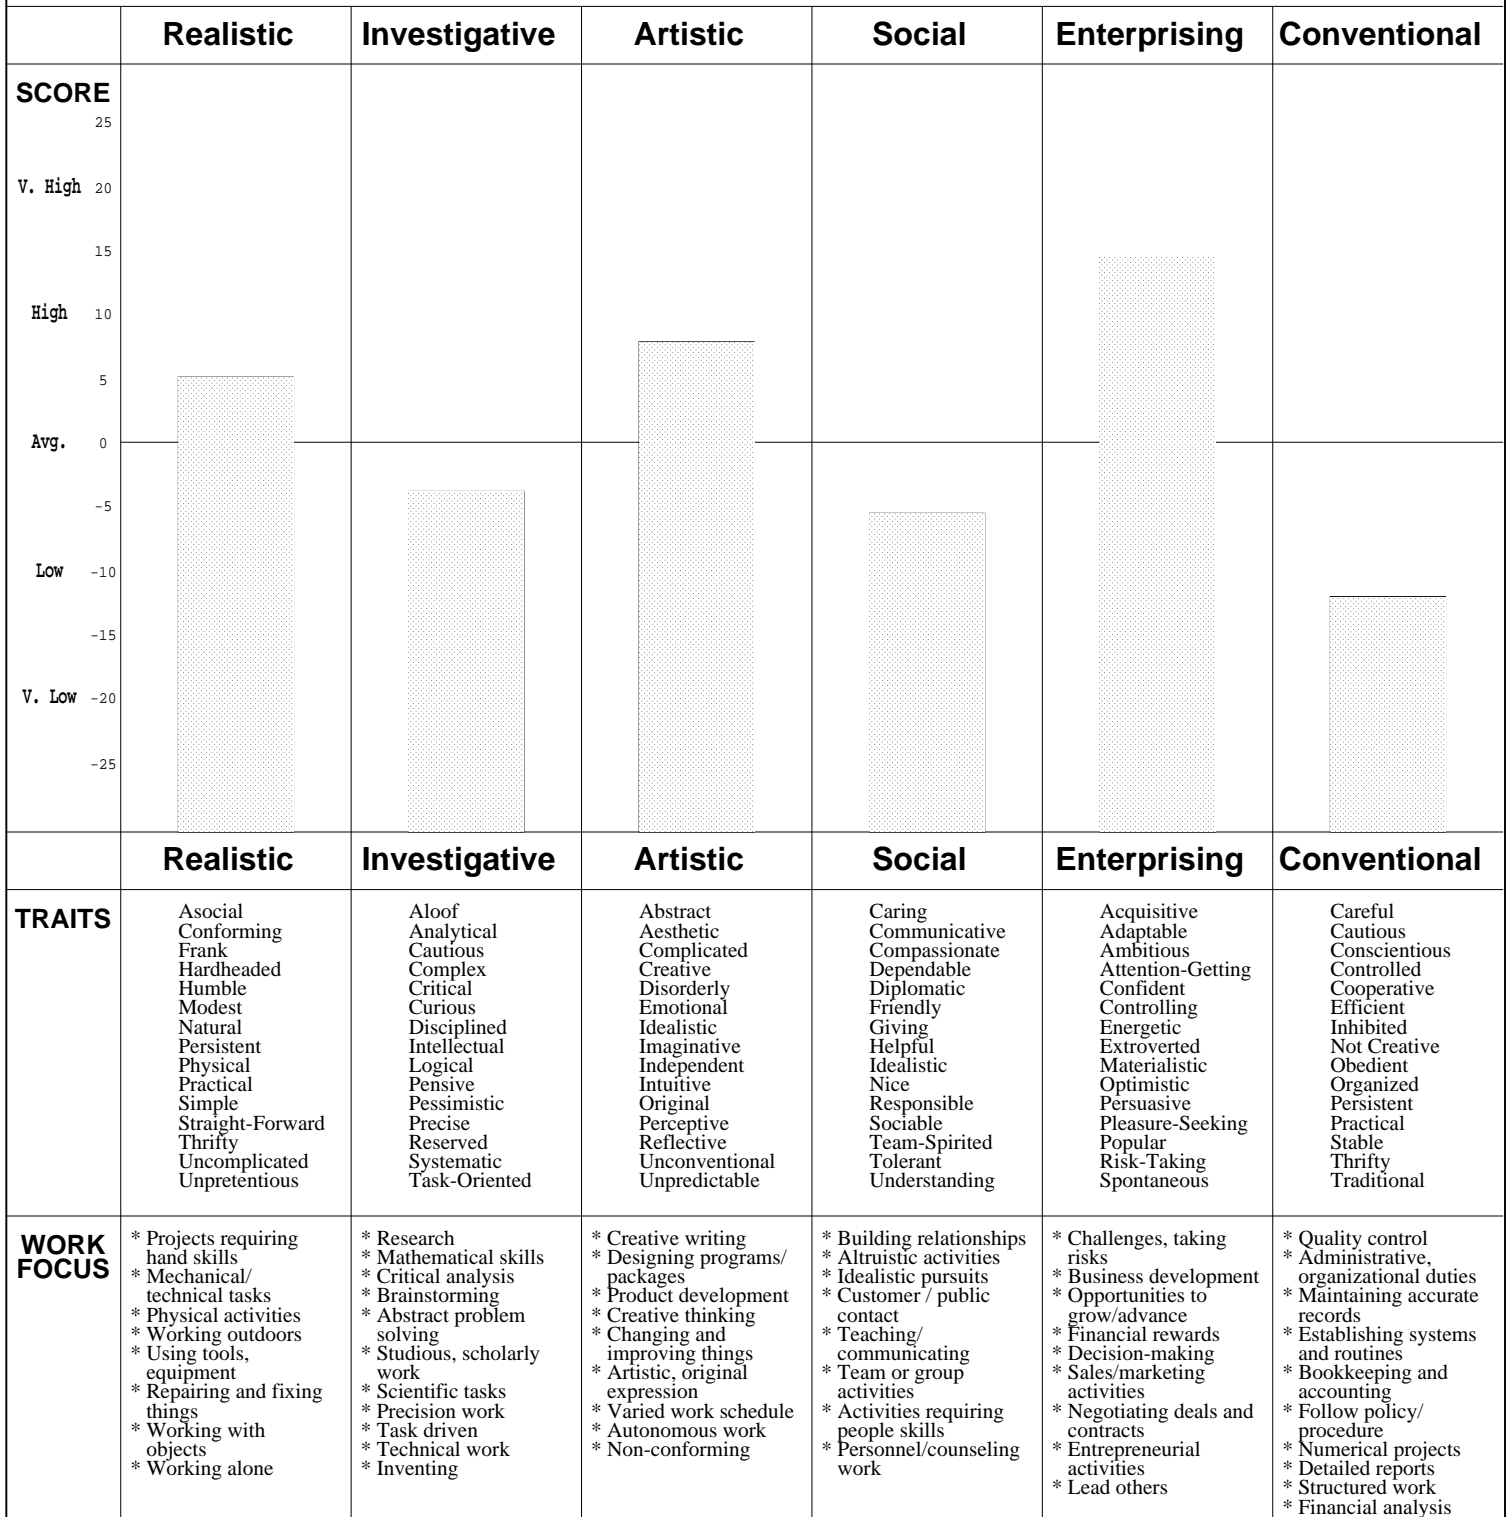 Realistic Investigative Artistic Social Enterprising Conventional
SCORE
25
V. High 20
15
High 10
5
Avg. 0
-5
Low -10
-15
V. Low -20
-25
Realistic Investigative Artistic Social Enterprising Conventional
TRAITS
Asocial
Conforming
Frank
Hardheaded
Humble
Modest
Natural
Persistent
Physical
Practical
Simple
Straight-Forward
Thrifty
Uncomplicated
Unpretentious
Aloof
Analytical
Cautious
Complex
Critical
Curious
Disciplined
Intellectual
Logical
Pensive
Pessimistic
Precise
Reserved
Systematic
Task-Oriented
Abstract
Aesthetic
Complicated
Creative
Disorderly
Emotional
Idealistic
Imaginative
Independent
Intuitive
Original
Perceptive
Reflective
Unconventional
Unpredictable
Caring
Communicative
Compassionate
Dependable
Diplomatic
Friendly
Giving
Helpful
Idealistic
Nice
Responsible
Sociable
Team-Spirited
Tolerant
Understanding
Acquisitive
Adaptable
Ambitious
Attention-Getting
Confident
Controlling
Energetic
Extroverted
Materialistic
Optimistic
Persuasive
Pleasure-Seeking
Popular
Risk-Taking
Spontaneous
Careful
Cautious
Conscientious
Controlled
Cooperative
Efficient
Inhibited
Not Creative
Obedient
Organized
Persistent
Practical
Stable
Thrifty
Traditional
WORK
FOCUS
* Projects requiring
hand skills
* Mechanical/
technical tasks
* Physical activities
* Working outdoors
* Using tools,
equipment
* Repairing and fixing
things
* Working with
objects
* Working alone
* Research
* Mathematical skills
* Critical analysis
* Brainstorming
* Abstract problem
solving
* Studious, scholarly
work
* Scientific tasks
* Precision work
* Task driven
* Technical work
* Inventing
* Creative writing
* Designing programs/
packages
* Product development
* Creative thinking
* Changing and
improving things
* Artistic, original
expression
* Varied work schedule
* Autonomous work
* Non-conforming
* Building relationships
* Altruistic activities
* Idealistic pursuits
* Customer / public
contact
* Teaching/
communicating
* Team or group
activities
* Activities requiring
people skills
* Personnel/counseling
work
* Challenges, taking
risks
* Business development
* Opportunities to
grow/advance
* Financial rewards
* Decision-making
* Sales/marketing
activities
* Negotiating deals and
contracts
* Entrepreneurial
activities
* Lead others
* Quality control
* Administrative,
organizational duties
* Maintaining accurate
records
* Establishing systems
and routines
* Bookkeeping and
accounting
* Follow policy/
procedure
* Numerical projects
* Detailed reports
* Structured work
* Financial analysis